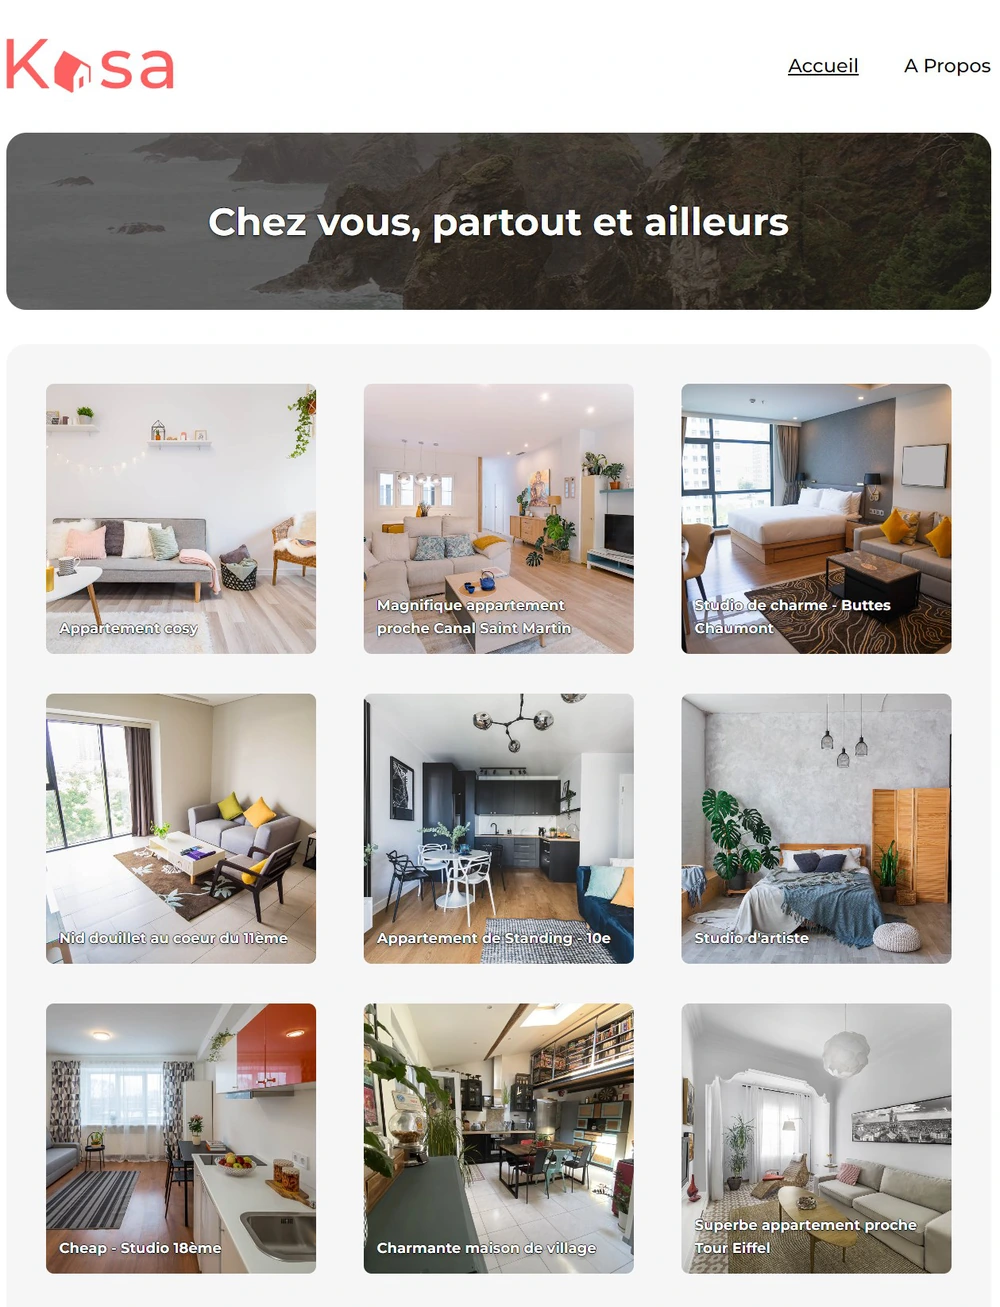 Kasa
Accueil
A Propos
Chez vous, partout et ailleurs
Appartement cosy
Magnifique appartement
proche Canal Saint Martin
Studio de charme - Buttes
Chaumont
Nid douillet au coeur du 11ème
Appartement de Standing - 10e
Studio d'artiste
Cheap - Studio 18ème
Charmante maison de village
Superbe appartement proche
Tour Eiffel